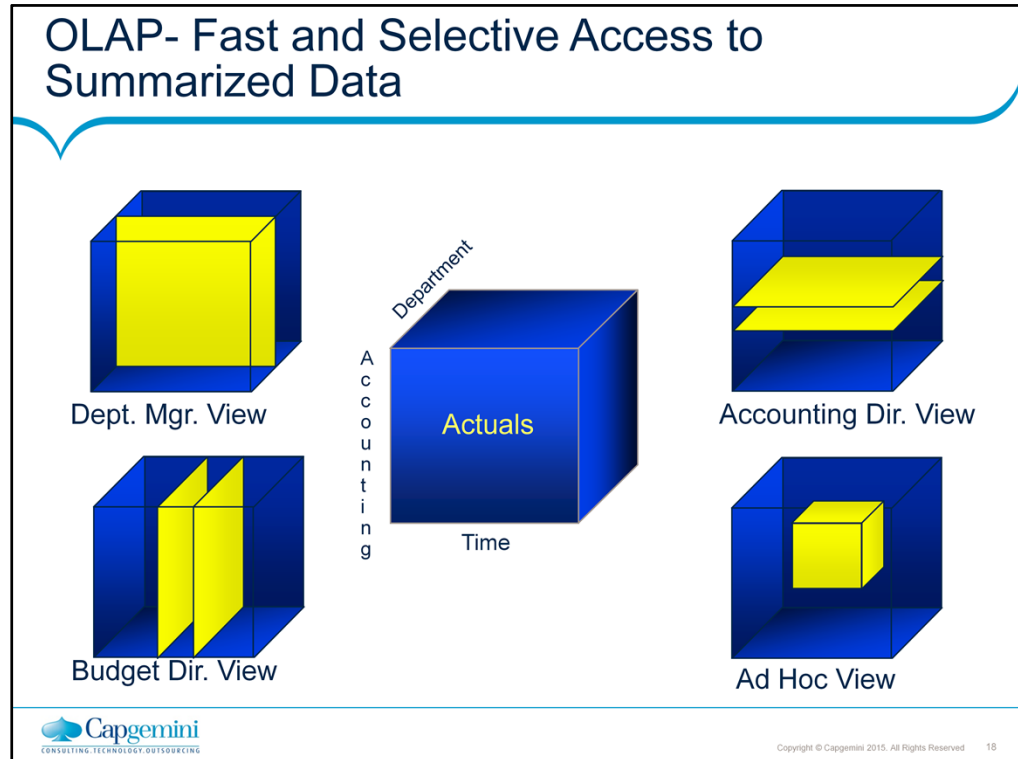 OLAP- Fast and Selective Access to
Summarized Data
Dept. Mgr. View
Department
Accounting
Actuals
Time
Accounting Dir. View
Budget Dir. View
Ad Hoc View
Capgemini
CONSULTING.TECHNOLOGY.OUTSOURCING
Copyright © Capgemini 2015. All Rights Reserved 18